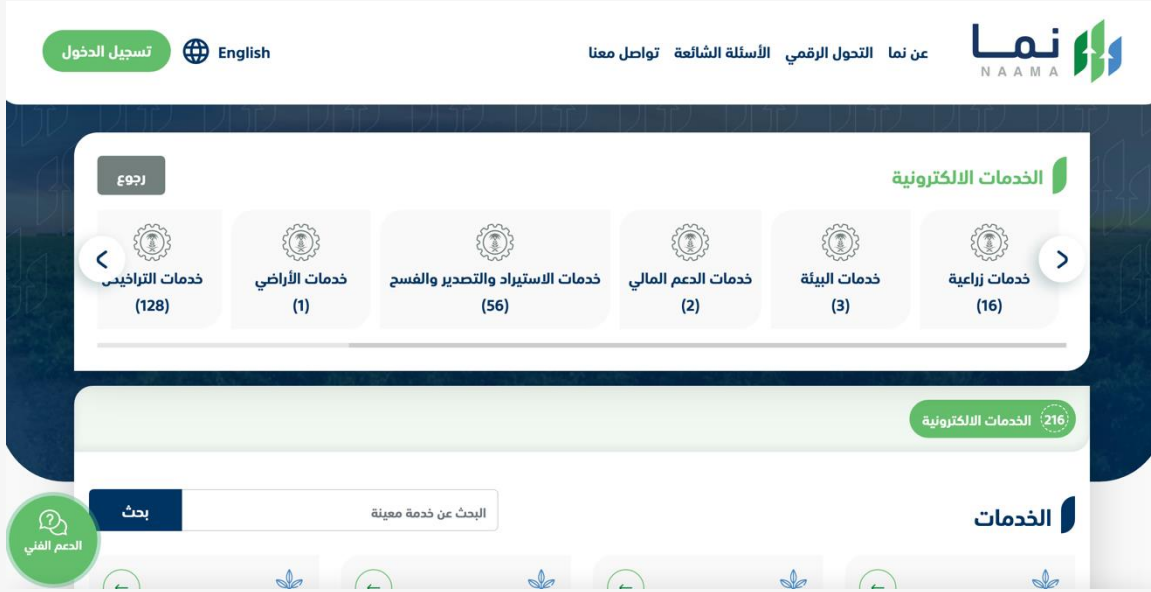 نما
NAAMA
عن نما
التحول الرقمي
الأسئلة الشائعة
تواصل معنا
English
تسجيل الدخول
الخدمات الالكترونية
رجوع
خدمات زراعية
(16)
خدمات البيئة
(3)
خدمات الدعم المالي
(2)
خدمات الاستيراد والتصدير والفسح
(56)
خدمات الأراضي
(1)
خدمات
(128)
216 الخدمات الالكترونية
الخدمات
البحث عن خدمة معينة
بحث
الدعم الفني